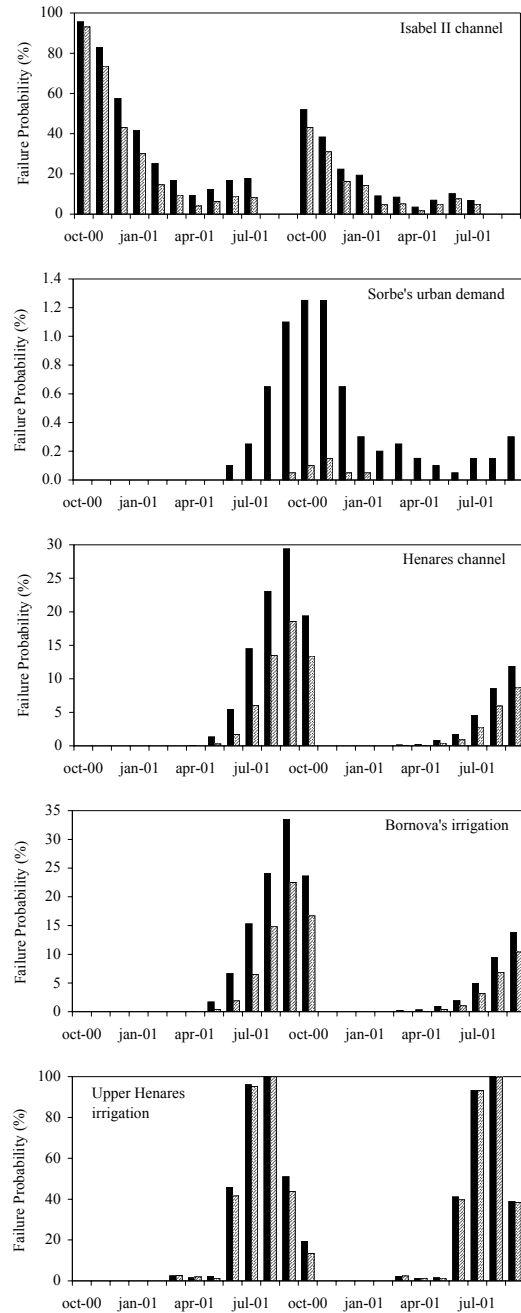 Isabel II channel
Failure Probability (%)
100
80
60
40
20
0
oct-00 jan-01 apr-01 jul-01 oct-00 jan-01 apr-01 jul-01
Sorbe's urban demand
Failure Probability (%)
1.4
1.2
1.0
0.8
0.6
0.4
0.2
0.0
oct-00 jan-01 apr-01 jul-01 oct-00 jan-01 apr-01 jul-01
Henares channel
Failure Probability (%)
30
25
20
15
10
5
0
oct-00 jan-01 apr-01 jul-01 oct-00 jan-01 apr-01 jul-01
Bornova's irrigation
Failure Probability (%)
35
30
25
20
15
10
5
0
oct-00 jan-01 apr-01 jul-01 oct-00 jan-01 apr-01 jul-01
Upper Henares
irrigation
Failure Probability (%)
100
80
60
40
20
0
oct-00 jan-01 apr-01 jul-01 oct-00 jan-01 apr-01 jul-01